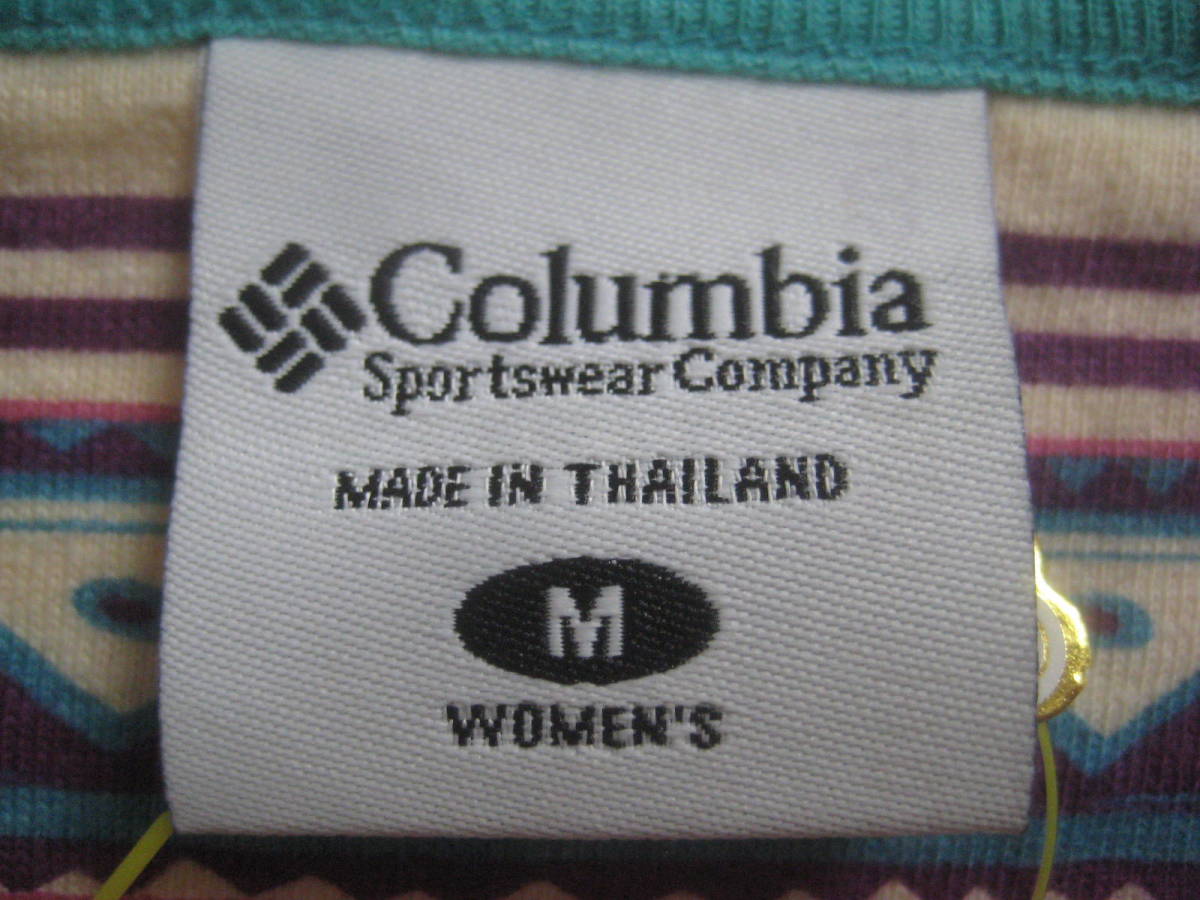 Columbia
Sportswear Company
MADE IN THAILAND
M
WOMEN'S